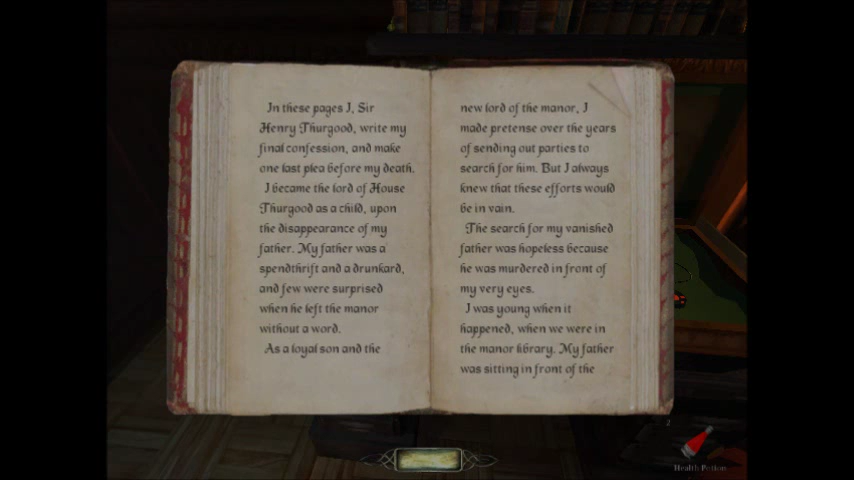 In these pages I, Sir
Henry Thurgood, write my
final confession, and make
one last plea before my death.
I became the lord of House
Thurgood as a child, upon
the disappearance of my
father. My father was a
spendthrift and a drunkard,
and few were surprised
when he left the manor
without a word.
As a loyal son and the
new lord of the manor, I
made pretense over the years
of sending out parties to
search for him. But I always
knew that these efforts would
be in vain.
The search for my vanished
father was hopeless because
he was murdered in front of
my very eyes.
I was young when it
happened, when we were in
the manor library. My father
was sitting in front of the
2
Health Potion